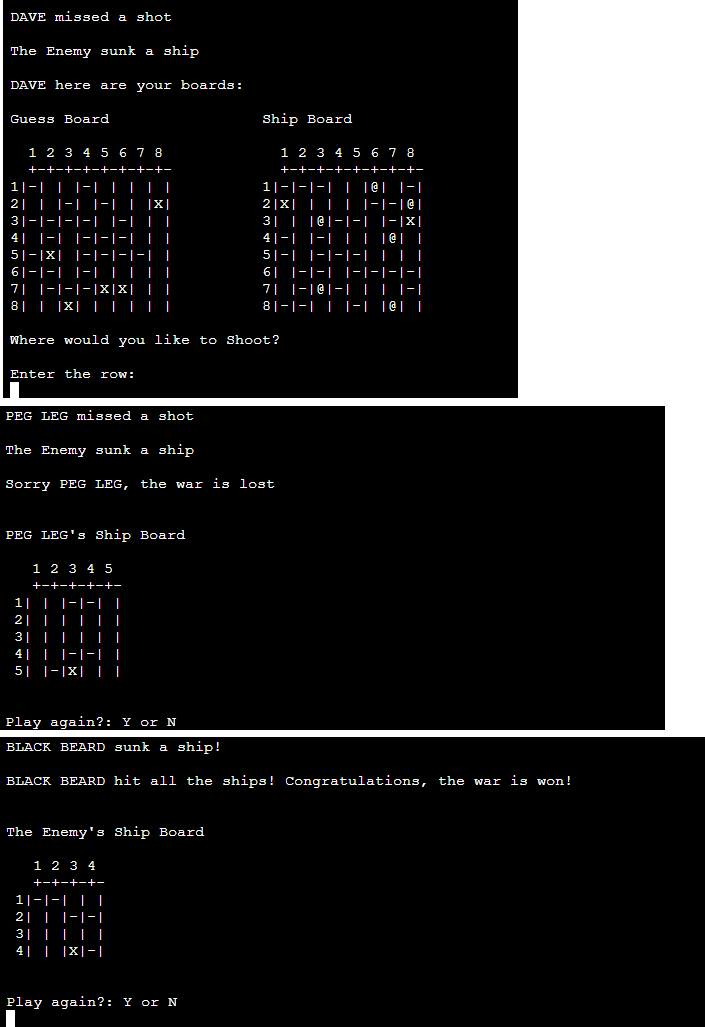 DAVE missed a shot
The Enemy sunk a ship
DAVE here are your boards:
Guess Board                 Ship Board
  1 2 3 4 5 6 7 8             1 2 3 4 5 6 7 8
  +-+-+-+-+-+-+-+-            +-+-+-+-+-+-+-+-
1|-| | |-| | | | |          1|-|-|-| | |@| |-|
2| | |-| |-| | |X|          2|X| | | | |-|-|@|
3|-|-|-|-| |-| | |          3| | |@|-|-| |-|X|
4| |-| |-|-|-| | |          4|-| |-| | | |@| |
5|-|X| |-|-|-|-| |          5|-| |-|-|-| | | |
6|-|-| |-| | | | |          6| |-|-| |-|-|-|-|
7| |-|-|-|X|X| | |          7| |-|@|-| | | |-|
8| | |X| | | | | |          8|-|-| | |-| |@| |
Where would you like to Shoot?
Enter the row:
PEG LEG missed a shot
The Enemy sunk a ship
Sorry PEG LEG, the war is lost
PEG LEG's Ship Board
   1 2 3 4 5
   +-+-+-+-+-
 1| | |-|-| |
 2| | | | | |
 3| | | | | |
 4| | |-|-| |
 5| |-|X| | |
Play again?: Y or N
BLACK BEARD sunk a ship!
BLACK BEARD hit all the ships! Congratulations, the war is won!
The Enemy's Ship Board
   1 2 3 4
   +-+-+-+-
 1|-|-| | |
 2| | |-|-|
 3| | | | |
 4| | |X|-|
Play again?: Y or N